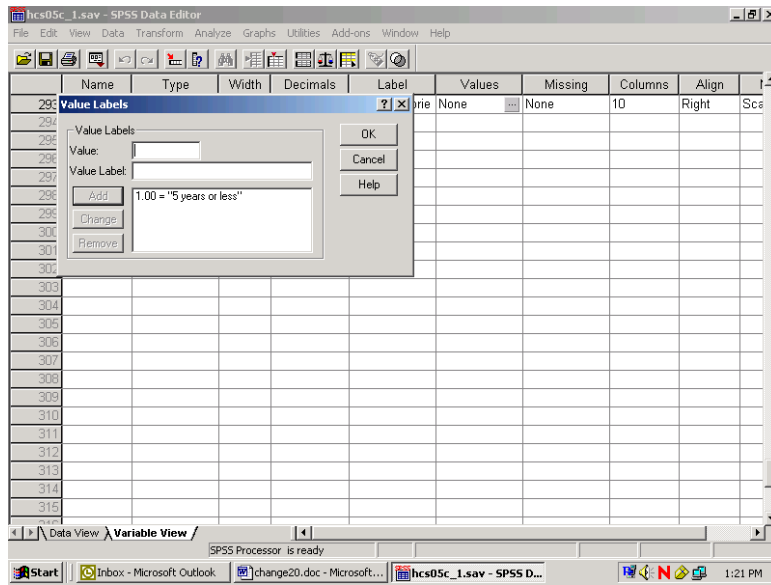 hcs05c_1.sav - SPSS Data Editor
File Edit View Data Transform Analyze Graphs Utilities Add-ons Window Help
Name Type Width Decimals Label Values Missing Columns Align
293 Value Labels orie None ... None 10 Right Sca
294
Value Labels
OK
295
Value:
296
Cancel
297
Value Label:
Help
298
Add 1.00 = "5 years or less"
299
Change
300
301
Remove
302
303
304
305
306
307
308
309
310
311
312
313
314
315
Data View Variable View
SPSS Processor is ready
Start Inbox - Microsoft Outlook change20.doc - Microsoft... hcs05c_1.sav - SPSS D... 1:21 PM